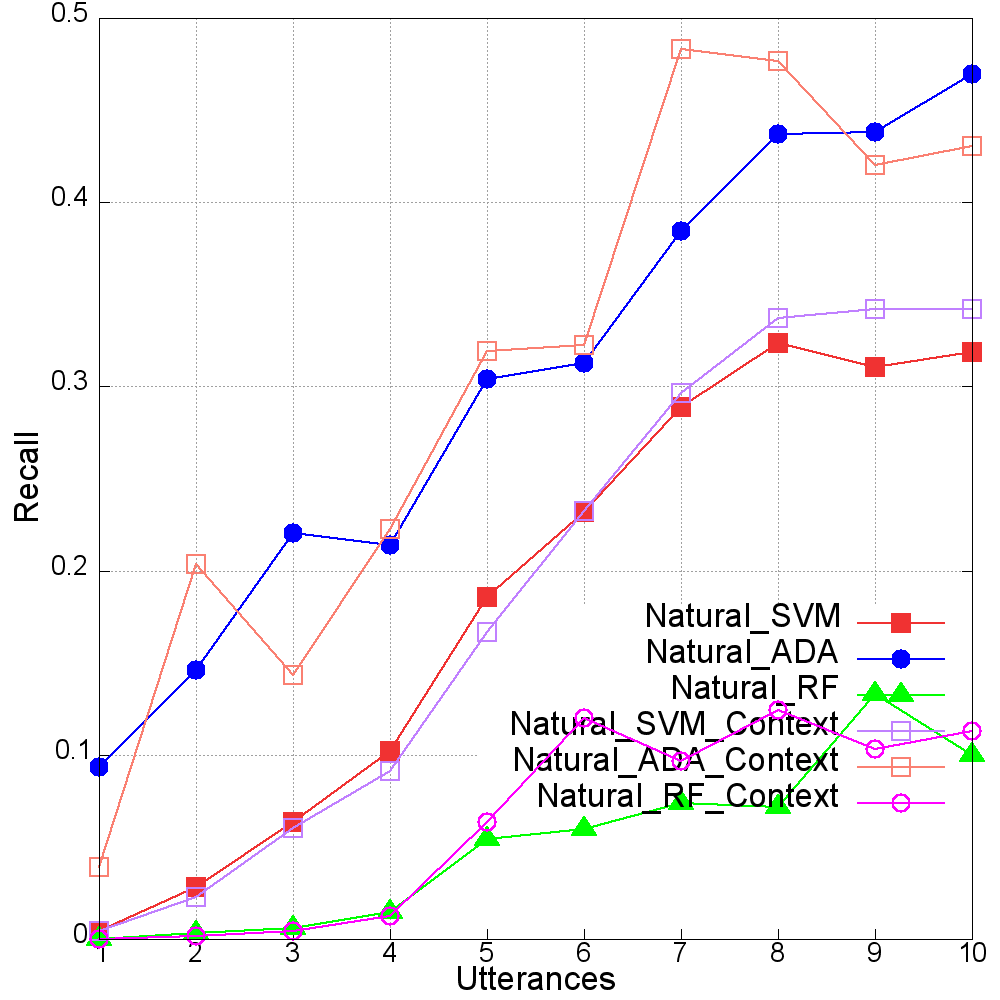 0.5
0.4
0.3
0.2
0.1
0
Recall
Natural_SVM
Natural_ADA
Natural_RF
Natural_SVM_Context
Natural_ADA_Context
Natural_RF_Context
1 2 3 4 5 6 7 8 9 10
Utterances